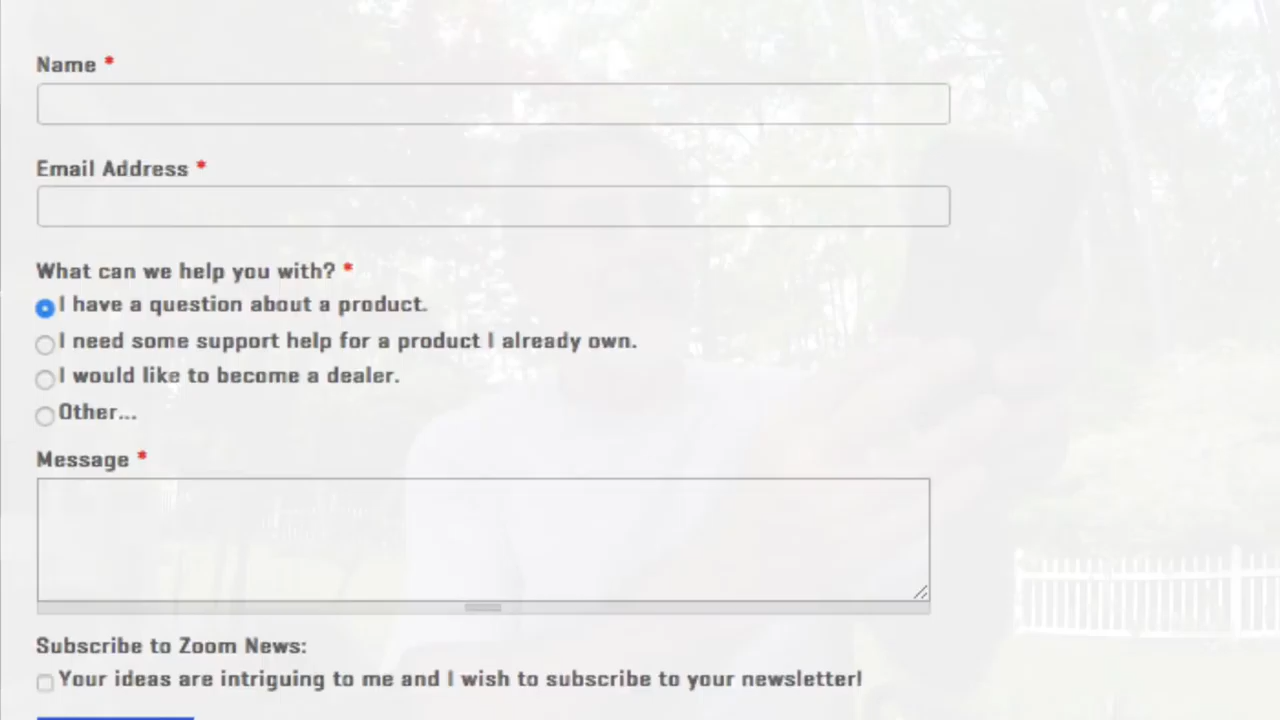 Name *
Email Address *
What can we help you with? *
I have a question about a product.
I need some support help for a product I already own.
I would like to become a dealer.
Other...
Message *
Subscribe to Zoom News:
Your ideas are intriguing to me and I wish to subscribe to your newsletter!